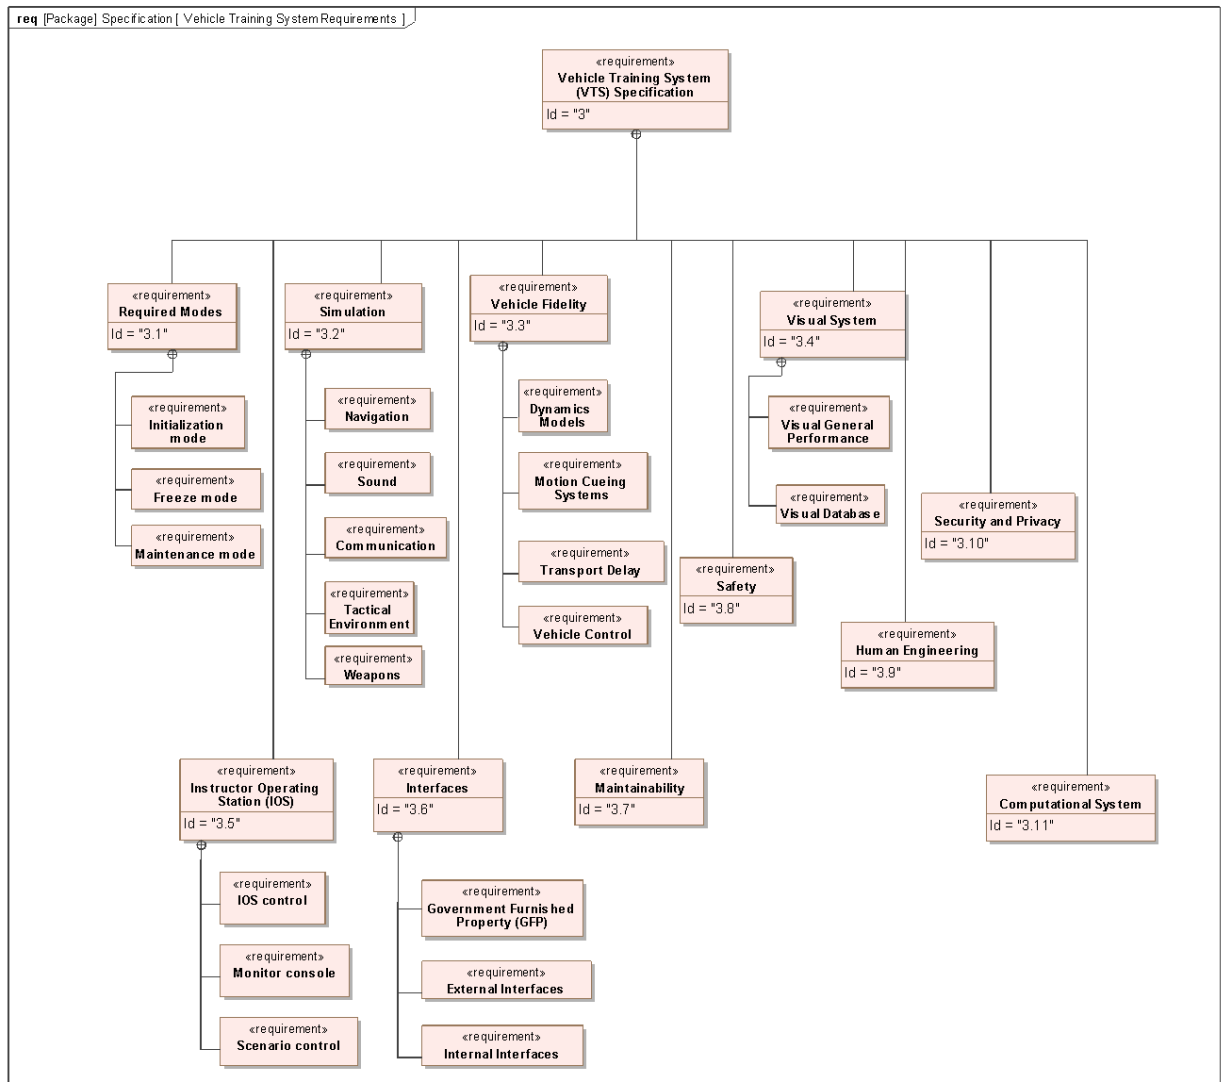 req [Package] Specification [ Vehicle Training System Requirements ]
«requirement»
Vehicle Training System
(VTS) Specification
Id = "3"
«requirement»
Required Modes
Id = "3.1"
«requirement»
Initialization
mode
«requirement»
Freeze mode
«requirement»
Maintenance mode
«requirement»
Simulation
Id = "3.2"
«requirement»
Navigation
«requirement»
Sound
«requirement»
Communication
«requirement»
Tactical
Environment
«requirement»
Weapons
«requirement»
Vehicle Fidelity
Id = "3.3"
«requirement»
Dynamics
Models
«requirement»
Motion Cueing
Systems
«requirement»
Transport Delay
«requirement»
Vehicle Control
«requirement»
Visual System
Id = "3.4"
«requirement»
Visual General
Performance
«requirement»
Visual Database
«requirement»
Safety
Id = "3.8"
«requirement»
Security and Privacy
Id = "3.10"
«requirement»
Human Engineering
Id = "3.9"
«requirement»
Instructor Operating
Station (IOS)
Id = "3.5"
«requirement»
IOS control
«requirement»
Monitor console
«requirement»
Scenario control
«requirement»
Interfaces
Id = "3.6"
«requirement»
Government Furnished
Property (GFP)
«requirement»
External Interfaces
«requirement»
Internal Interfaces
«requirement»
Maintainability
Id = "3.7"
«requirement»
Computational System
Id = "3.11"